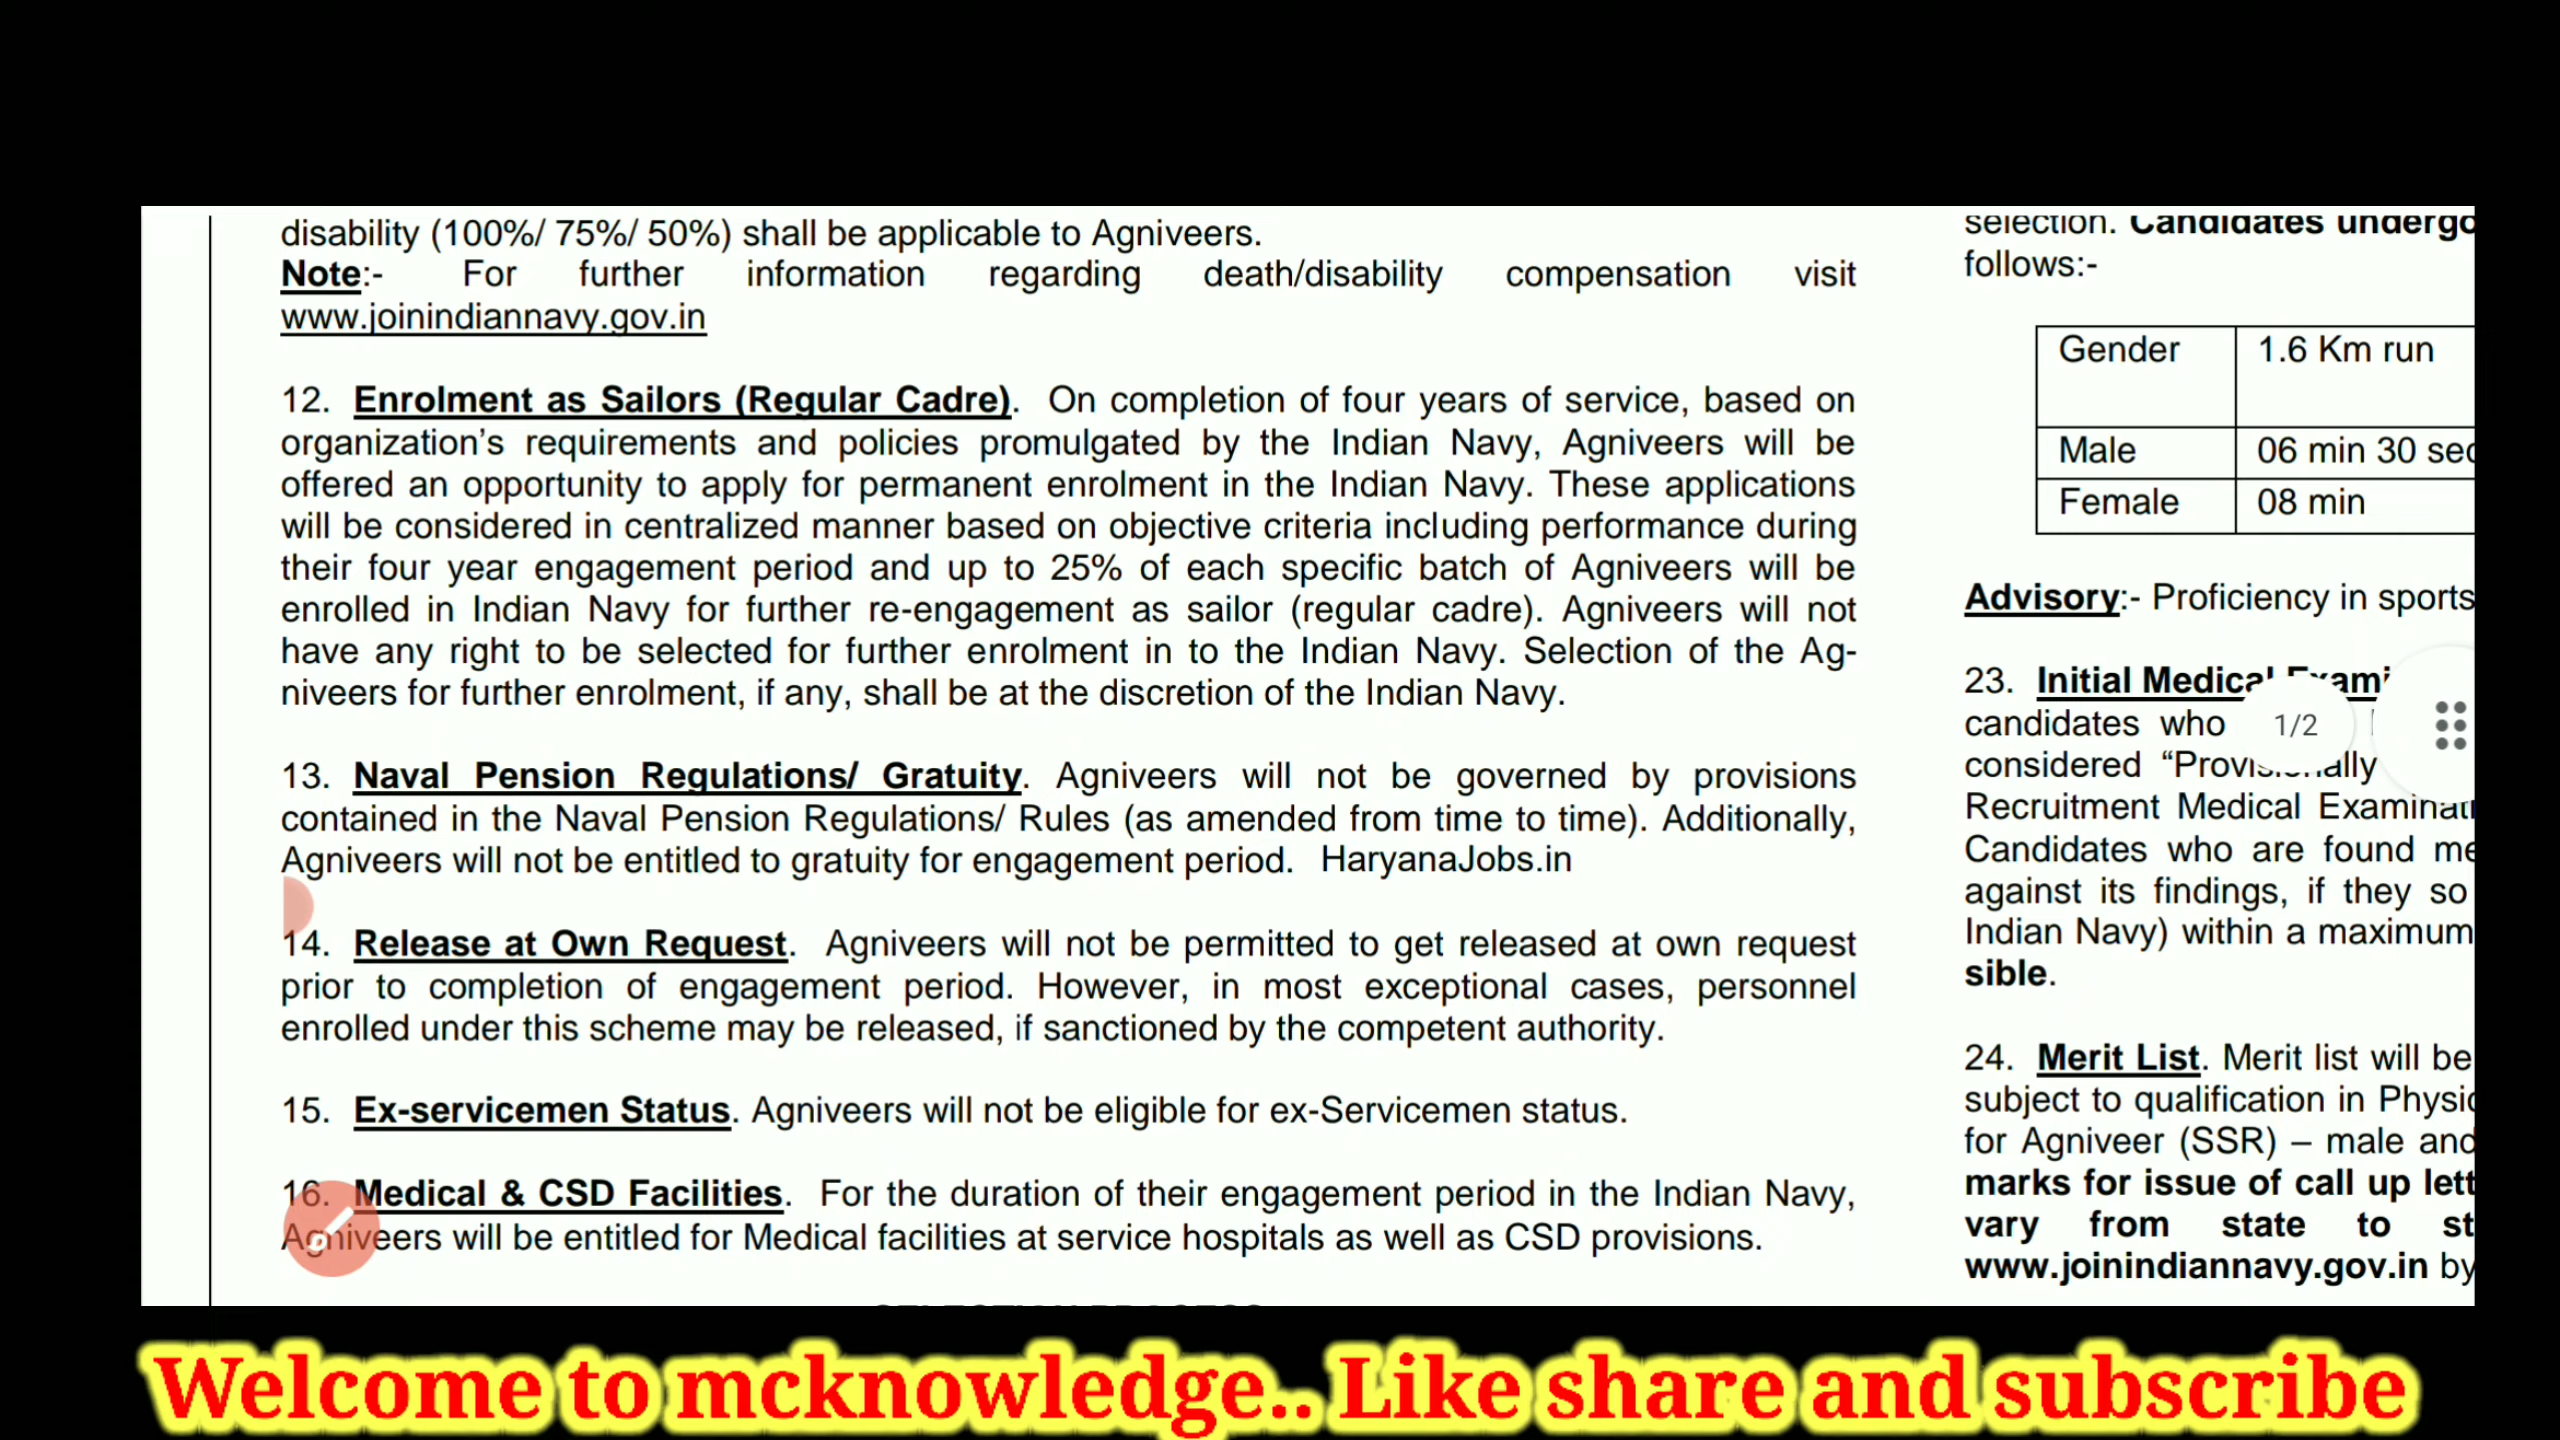 disability (100%/ 75%/ 50%) shall be applicable to Agniveers.
Note:- For further information regarding death/disability compensation visit
www.joinindiannavy.gov.in
12. Enrolment as Sailors (Regular Cadre). On completion of four years of service, based on
organization's requirements and policies promulgated by the Indian Navy, Agniveers will be
offered an opportunity to apply for permanent enrolment in the Indian Navy. These applications
will be considered in centralized manner based on objective criteria including performance during
their four year engagement period and up to 25% of each specific batch of Agniveers will be
enrolled in Indian Navy for further re-engagement as sailor (regular cadre). Agniveers will not
have any right to be selected for further enrolment in to the Indian Navy. Selection of the Ag-
niveers for further enrolment, if any, shall be at the discretion of the Indian Navy.
13. Naval Pension Regulations/ Gratuity. Agniveers will not be governed by provisions
contained in the Naval Pension Regulations/ Rules (as amended from time to time). Additionally,
Agniveers will not be entitled to gratuity for engagement period. HaryanaJobs.in
14. Release at Own Request. Agniveers will not be permitted to get released at own request
prior to completion of engagement period. However, in most exceptional cases, personnel
enrolled under this scheme may be released, if sanctioned by the competent authority.
15. Ex-servicemen Status. Agniveers will not be eligible for ex-Servicemen status.
16. Medical & CSD Facilities. For the duration of their engagement period in the Indian Navy,
Agniveers will be entitled for Medical facilities at service hospitals as well as CSD provisions.
selection. Candidates undergo
follows:-
Gender 1.6 Km run
Male 06 min 30 sec
Female 08 min
Advisory:- Proficiency in sports
23. Initial Medical
candidates who
1/2
considered "Provisionally
Recruitment Medical
Candidates who are found
against its findings, if they so
Indian Navy) within a maximum
sible.
24. Merit List. Merit list will be
subject to qualification in
for Agniveer (SSR) – male and
marks for issue of call up
vary from state to
www.joinindiannavy.gov.in by
Welcome to mcknowledge.. Like share and subscribe